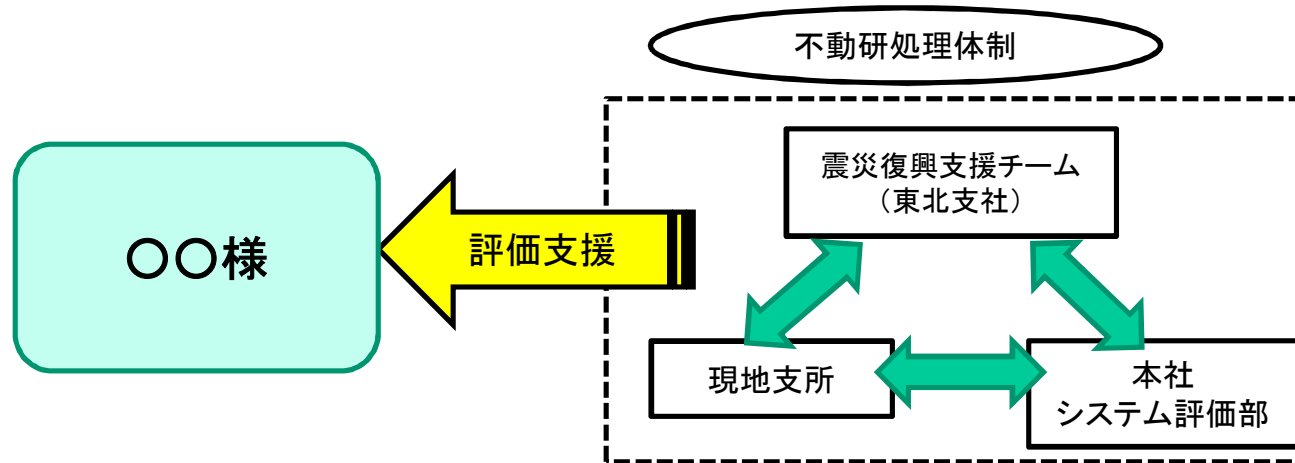 不動研処理体制
震災復興支援チーム
（東北支社）
〇〇様
評価支援
現地支所
本社
システム評価部